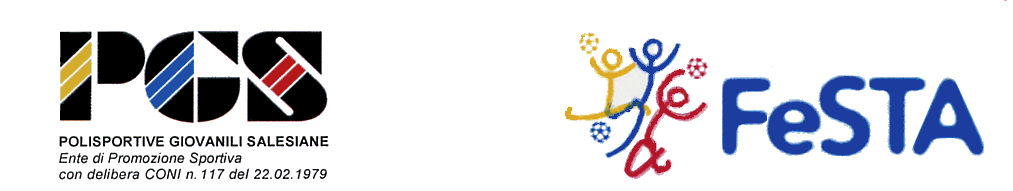 PGS
POLISPORTIVE GIOVANILI SALESIANE
Ente di Promozione Sportiva
con delibera CONI n. 117 del 22.02.1979
FeSTA